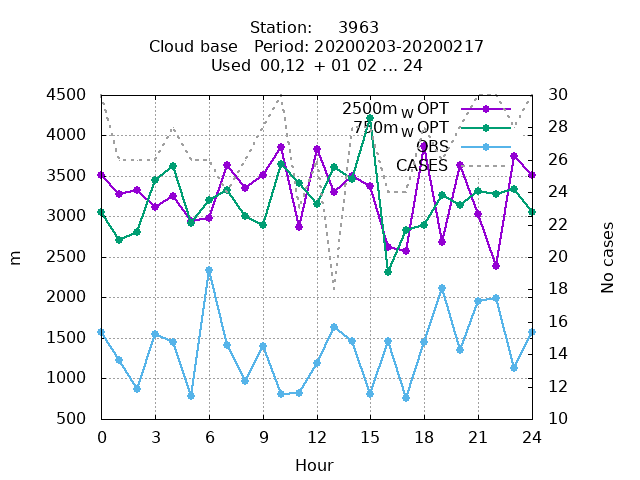 Station: 3963
Cloud base Period: 20200203-20200217
Used 00,12 + 01 02 ... 24
4500
4000
3500
3000
2500
2000
1500
1000
500
m
30
28
26
24
22
20
18
16
14
12
10
No cases
2500m W OPT
750m W OPT
OBS
CASES
0 3 6 9 12 15 18 21 24
Hour